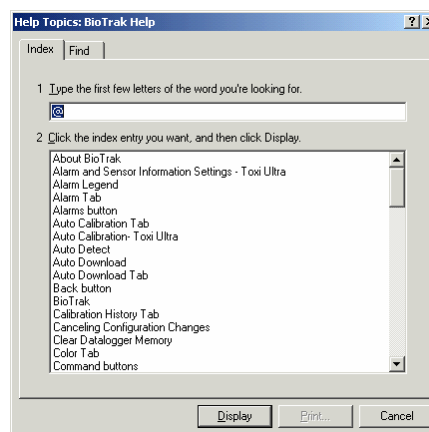 Help Topics: BioTrak Help
Index Find
1 Type the first few letters of the word you're looking for.
@
2 Click the index entry you want, and then click Display.
About BioTrak
Alarm and Sensor Information Settings - Toxi Ultra
Alarm Legend
Alarm Tab
Alarms button
Auto Calibration Tab
Auto Calibration- Toxi Ultra
Auto Detect
Auto Download
Auto Download Tab
Back button
BioTrak
Calibration History Tab
Canceling Configuration Changes
Clear Datalogger Memory
Color Tab
Command buttons
Display Print... Cancel